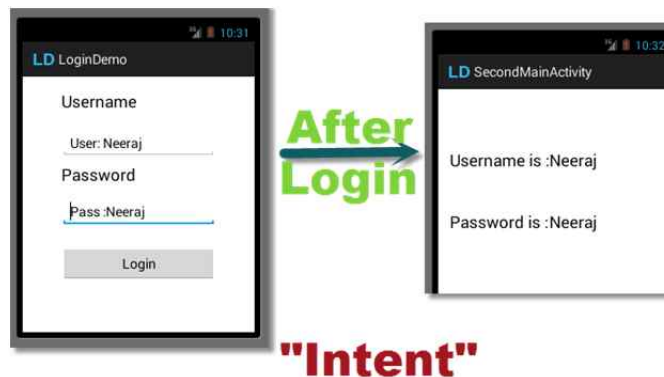 10:31
LD LoginDemo
Username
User: Neeraj
Password
Pass :Neeraj
Login
After
Login
10:32
LD SecondMainActivity
Username is :Neeraj
Password is :Neeraj
"Intent"